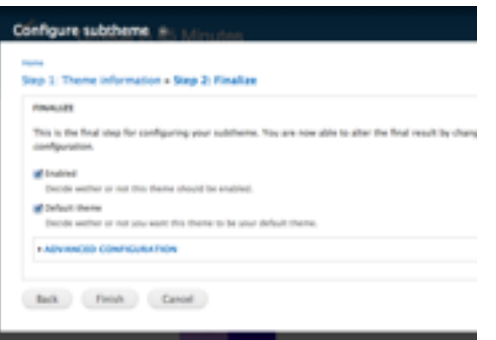 Configure subtheme
Minutes
Home
Step 1: Theme information » Step 2: Finalize
FINALIZE
This is the final step for configuring your subtheme. You are now able to alter the final result by chang
configuration.
Enabled
Decide wether or not this theme should be enabled.
Default theme
Decide wether or not you want this theme to be your default theme.
ADVANCED CONFIGURATION
Back Finish Cancel